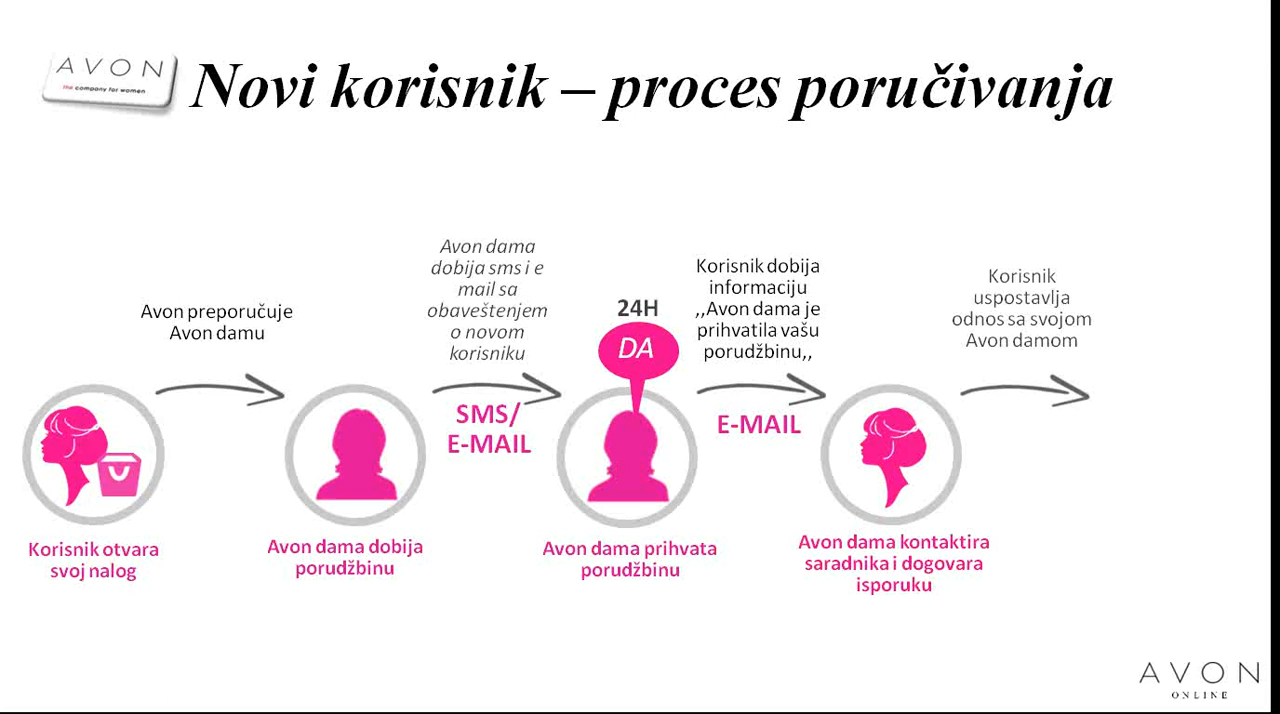 AVON
the company for women
Novi korisnik – proces poručivanja
Avon preporučuje
Avon damu
Avon dama
dobija sms i e
mail sa
obaveštenjem
o novom
korisniku
SMS/
E-MAIL
24H
DA
Korisnik dobija
informaciju
,,Avon dama je
prihvatila vašu
porudžbinu,,
E-MAIL
Korisnik
uspostavlja
odnos sa svojom
Avon damom
Korisnik otvara
svoj nalog
Avon dama dobija
porudžbinu
Avon dama prihvata
porudžbinu
Avon dama kontaktira
saradnika i dogovara
isporuku
AVON
ONLINE